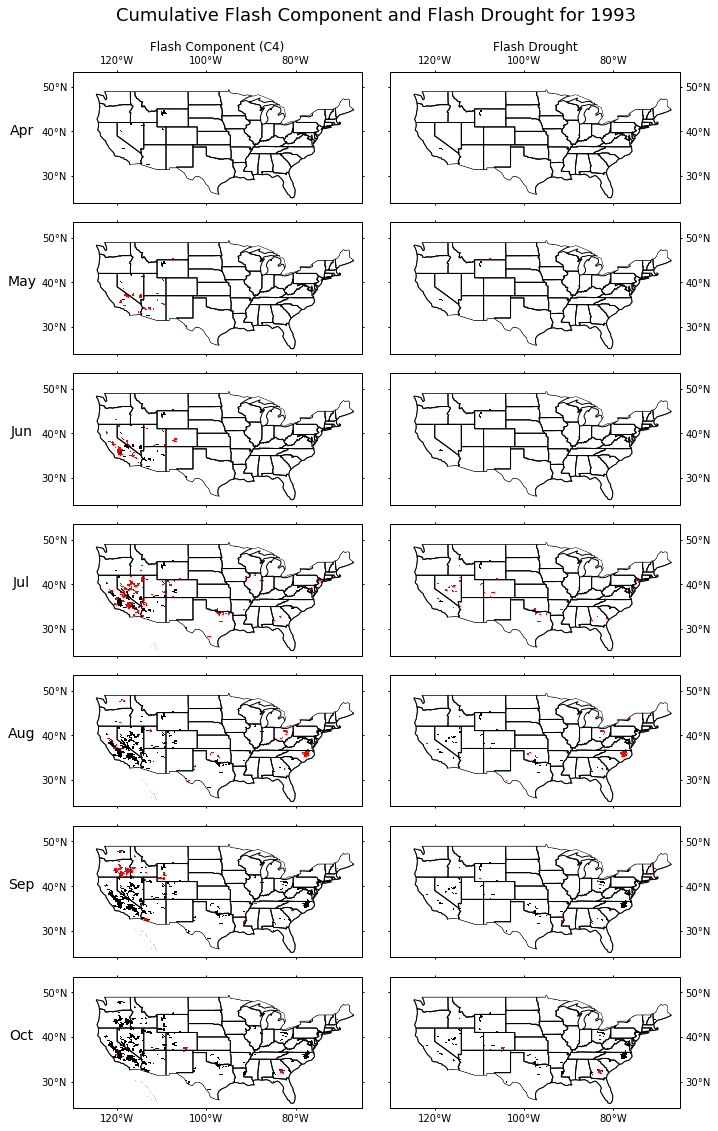 Cumulative Flash Component and Flash Drought for 1993
Flash Component (C4) Flash Drought
120°W 100°W 80°W 120°W 100°W 80°W
50°N 50°N
Apr 40°N 40°N
30°N 30°N
50°N 50°N
May 40°N 40°N
30°N 30°N
50°N 50°N
Jun 40°N 40°N
30°N 30°N
50°N 50°N
Jul 40°N 40°N
30°N 30°N
50°N 50°N
Aug 40°N 40°N
30°N 30°N
50°N 50°N
Sep 40°N 40°N
30°N 30°N
50°N 50°N
Oct 40°N 40°N
30°N 30°N
120°W 100°W 80°W 120°W 100°W 80°W